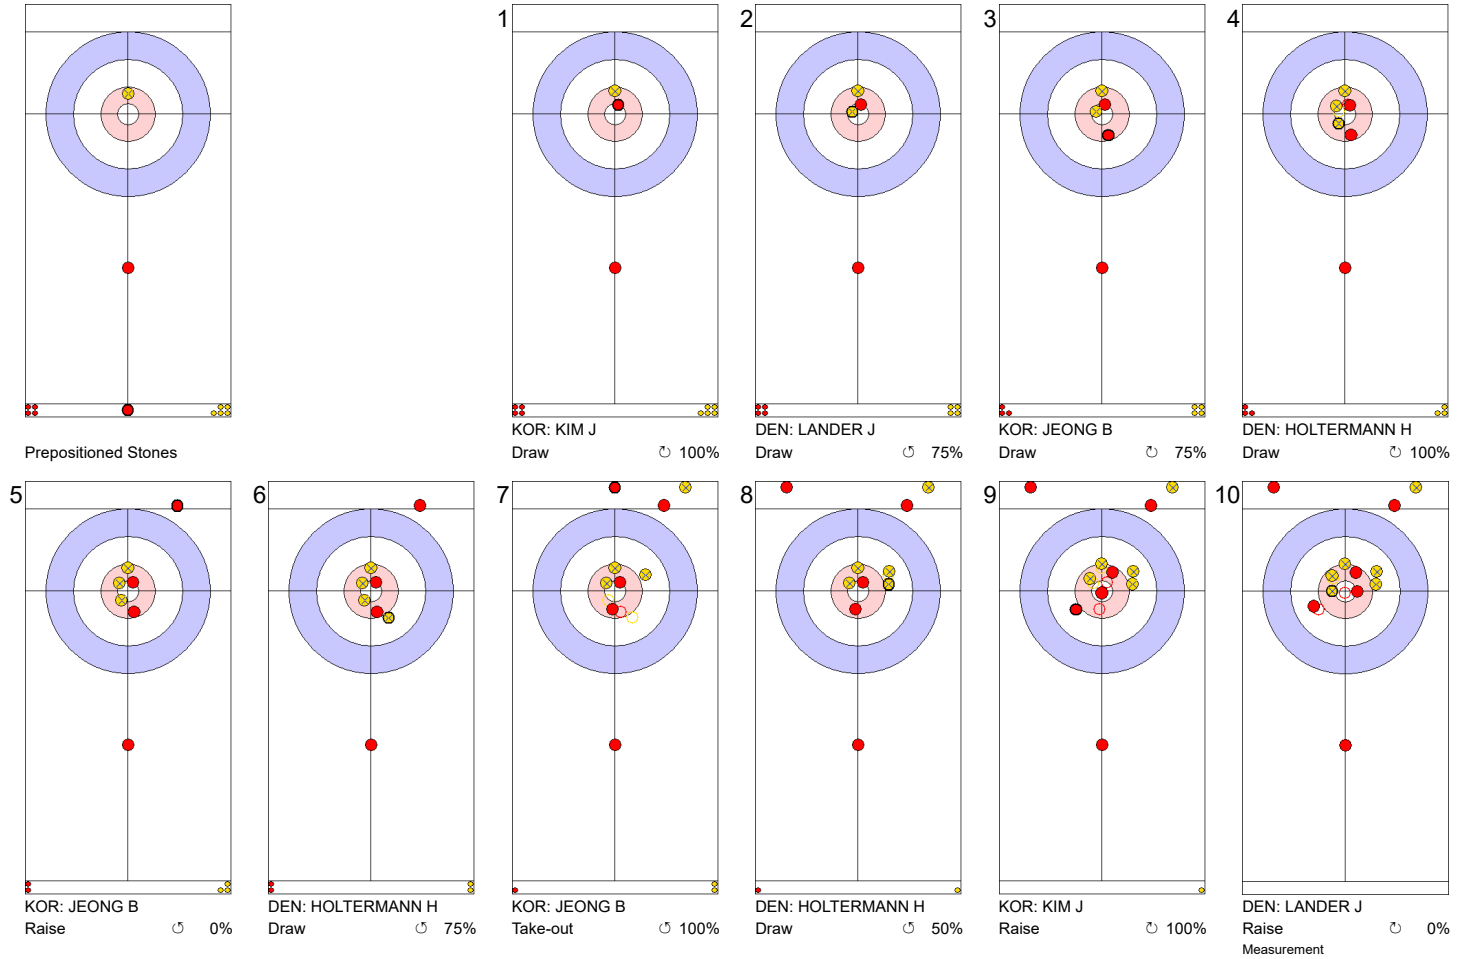 Prepositioned Stones
1
KOR: KIM J
Draw 100%
2
DEN: LANDER J
Draw 75%
3
KOR: JEONG B
Draw 75%
4
DEN: HOLTERMANN H
Draw 100%
5
KOR: JEONG B
Raise 0%
6
DEN: HOLTERMANN H
Draw 75%
7
KOR: JEONG B
Take-out 100%
8
DEN: HOLTERMANN H
Draw 50%
9
KOR: KIM J
Raise 100%
10
DEN: LANDER J
Raise 0%
Measurement